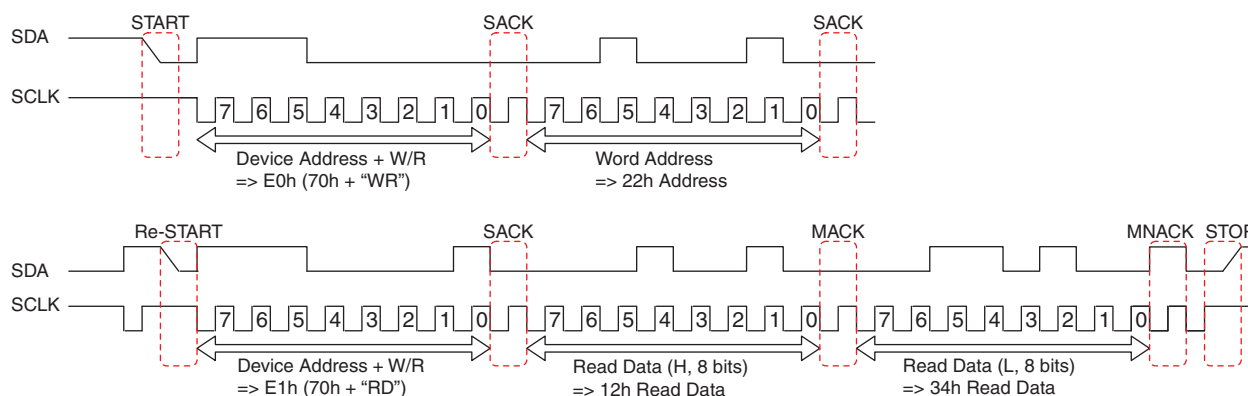 START SACK SACK
SDA
SCLK
7 6 5 4 3 2 1 0 7 6 5 4 3 2 1 0
Device Address + W/R Word Address
=> E0h (70h + “WR”) => 22h Address
Re-START SACK MACK MNACK STOP
SDA
SCLK
7 6 5 4 3 2 1 0 7 6 5 4 3 2 1 0 7 6 5 4 3 2 1 0
Device Address + W/R Read Data (H, 8 bits) Read Data (L, 8 bits)
=> E1h (70h + “RD”) => 12h Read Data => 34h Read Data